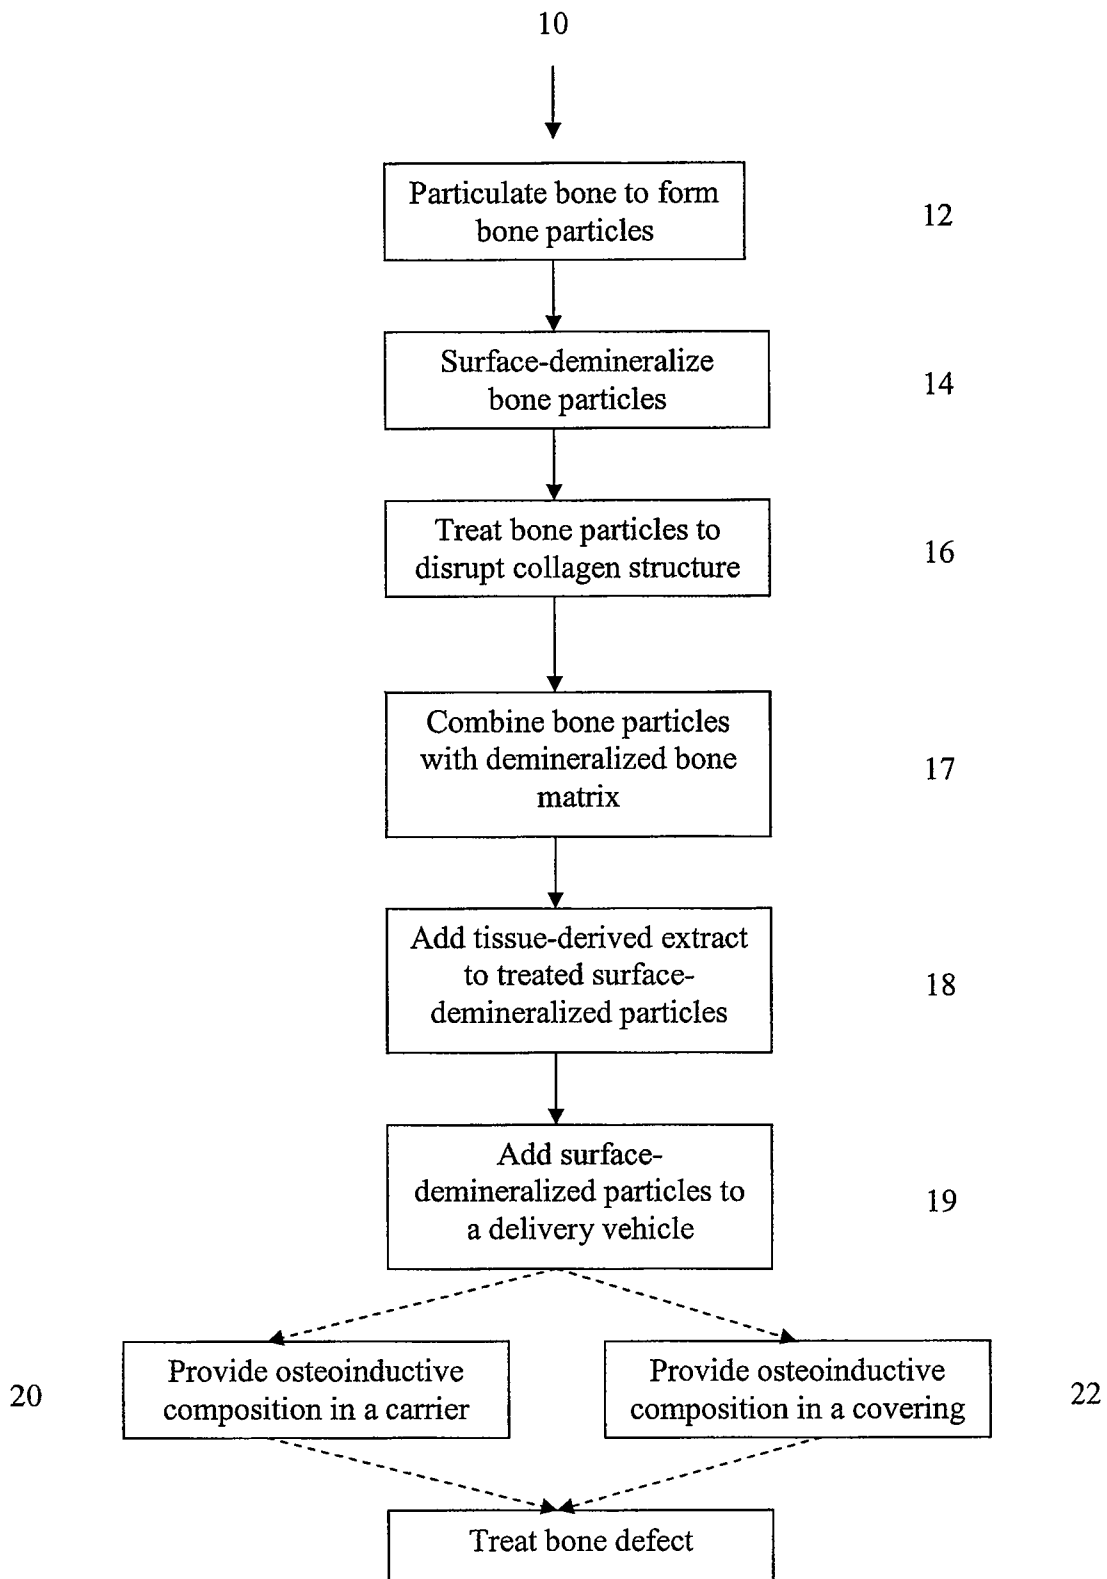 10
Particulate bone to form
bone particles
12
Surface-demineralize
bone particles
14
Treat bone particles to
disrupt collagen structure
16
Combine bone particles
with demineralized bone
matrix
17
Add tissue-derived extract
to treated surface-
demineralized particles
18
Add surface-
demineralized particles to
a delivery vehicle
19
20
Provide osteoinductive
composition in a carrier
Provide osteoinductive
composition in a covering
22
Treat bone defect